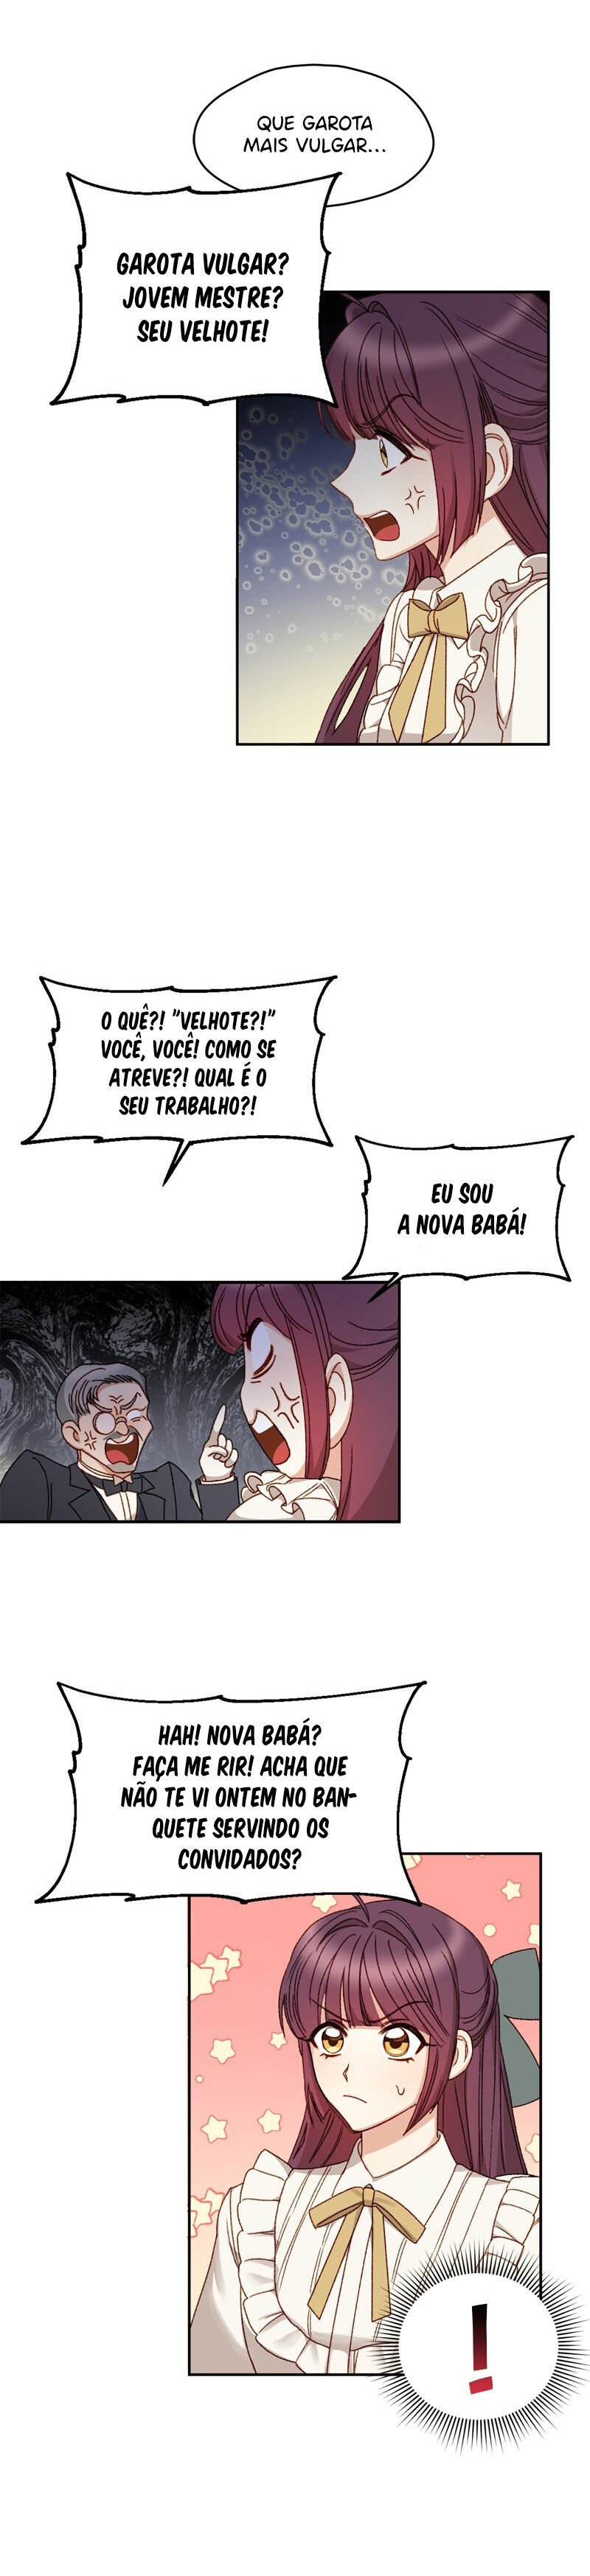 QUE GAROTA
MAIS VULGAR...
GAROTA VULGAR?
JOVEM MESTRE?
SEU VELHOTE!
O QUÊ?! "VELHOTE?!"
VOCÊ, VOCÊ! COMO SE
ATREVE?! QUAL É O
SEU TRABALHO?!
EU SOU
A NOVA BABÁ!
HAH! NOVA BABÁ?
FAÇA ME RIR! ACHA QUE
NÃO TE VI ONTEM NO BAN-
QUETE SERVINDO OS
CONVIDADOS?
!